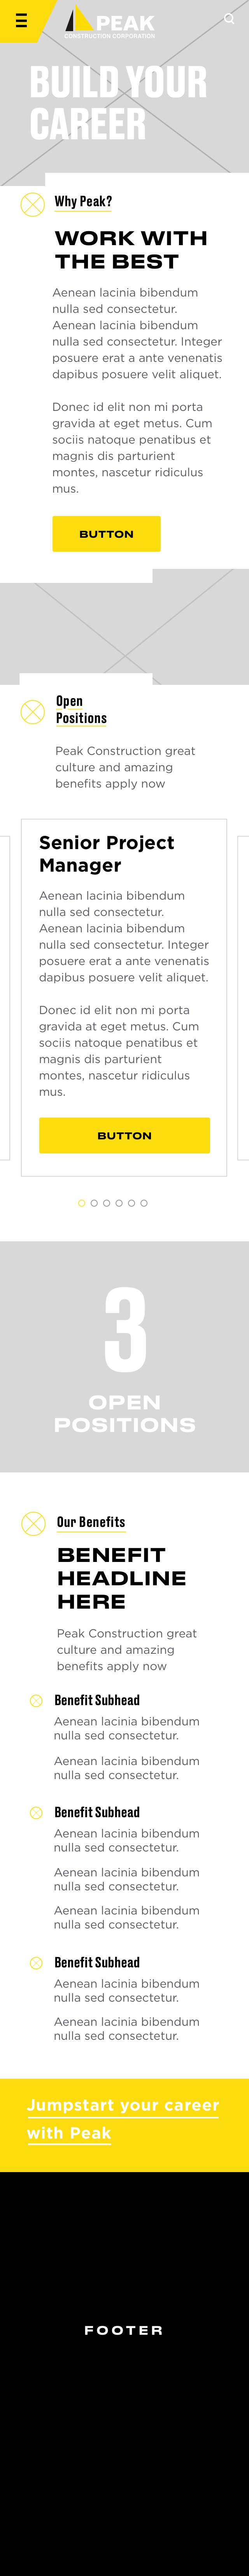 PEAK
CONSTRUCTION CORPORATION
BUILD YOUR
CAREER
Why Peak?
WORK WITH
THE BEST
Aenean lacinia bibendum
nulla sed consectetur.
Aenean lacinia bibendum
nulla sed consectetur. Integer
posuere erat a ante venenatis
dapibus posuere velit aliquet.
Donec id elit non mi porta
gravida at eget metus. Cum
sociis natoque penatibus et
magnis dis parturient
montes, nascetur ridiculus
mus.
BUTTON
Open
Positions
Peak Construction great
culture and amazing
benefits apply now
Senior Project
Manager
Aenean lacinia bibendum
nulla sed consectetur.
Aenean lacinia bibendum
nulla sed consectetur. Integer
posuere erat a ante venenatis
dapibus posuere velit aliquet.
Donec id elit non mi porta
gravida at eget metus. Cum
sociis natoque penatibus et
magnis dis parturient
montes, nascetur ridiculus
mus.
BUTTON
3
OPEN
POSITIONS
Our Benefits
BENEFIT
HEADLINE
HERE
Peak Construction great
culture and amazing
benefits apply now
Benefit Subhead
Aenean lacinia bibendum
nulla sed consectetur.
Aenean lacinia bibendum
nulla sed consectetur.
Benefit Subhead
Aenean lacinia bibendum
nulla sed consectetur.
Aenean lacinia bibendum
nulla sed consectetur.
Aenean lacinia bibendum
nulla sed consectetur.
Benefit Subhead
Aenean lacinia bibendum
nulla sed consectetur.
Aenean lacinia bibendum
nulla sed consectetur.
Jumpstart your career
with Peak
FOOTER